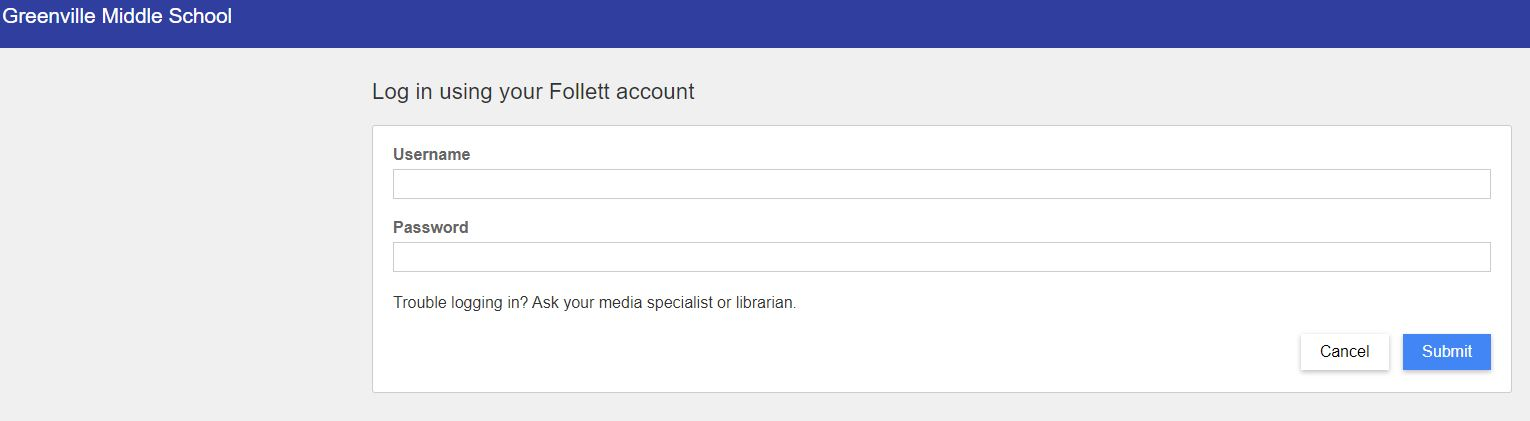 Greenville Middle School
Log in using your Follett account
Username
Password
Trouble logging in? Ask your media specialist or librarian.
Cancel Submit